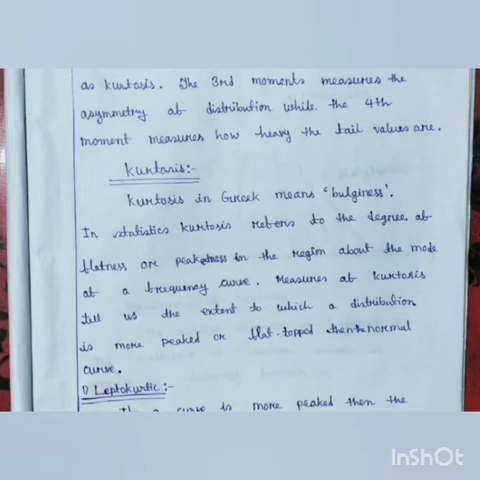 as kurtosis. The 3rd moments measures the
asymmetry of distribution while the 4th
moment measures how heavy the tail values are.
Kurtosis:-
Kurtosis in Greek means 'bulginess'.
In statistics kurtosis refers to the degree of
flatness or peakedness in the region about the mode
of a frequency curve. Measures of kurtosis
tell us the extent to which a distribution
is more peaked or flat-topped than the normal
curve.
1) Leptokurtic:-
a curve is more peaked then the
InShOt